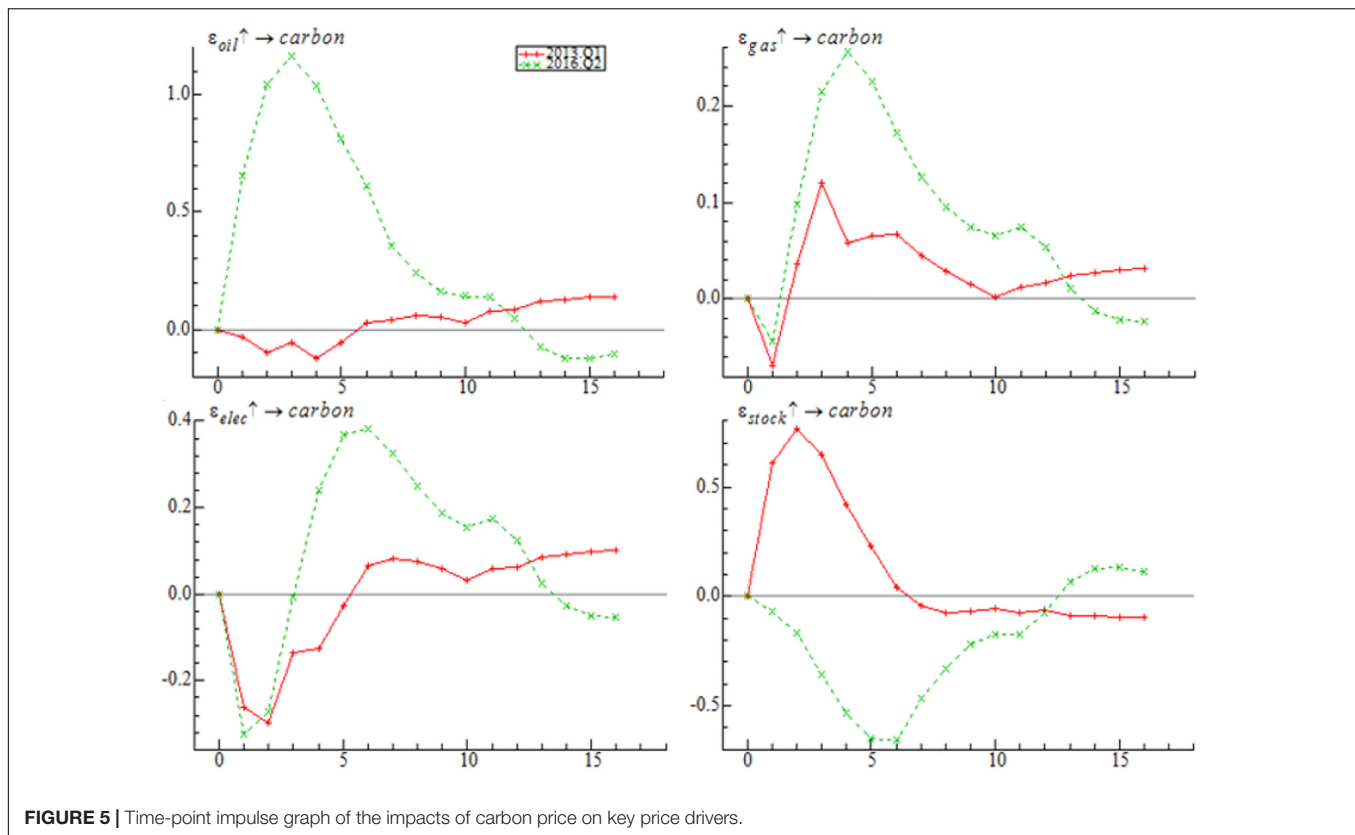 ε_oil↑ → carbon
2013.Q1
2016.Q2
1.0
0.5
0.0
0 5 10 15
ε_gas↑ → carbon
0.2
0.1
0.0
0 5 10 15
ε_elec↑ → carbon
0.4
0.2
0.0
-0.2
0 5 10 15
ε_stock↑ → carbon
0.5
0.0
-0.5
0 5 10 15
FIGURE 5 | Time-point impulse graph of the impacts of carbon price on key price drivers.